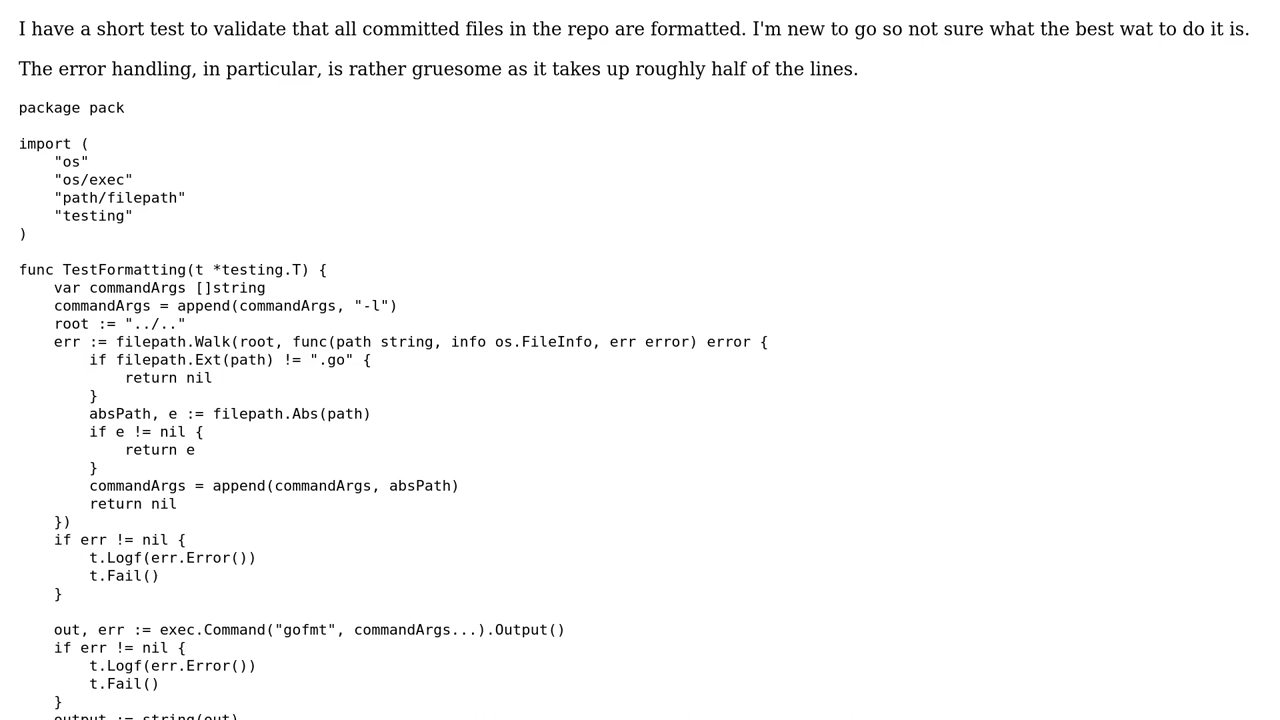 I have a short test to validate that all committed files in the repo are formatted. I'm new to go so not sure what the best wat to do it is.
The error handling, in particular, is rather gruesome as it takes up roughly half of the lines.
package pack
import (
    "os"
    "os/exec"
    "path/filepath"
    "testing"
)
func TestFormatting(t *testing.T) {
    var commandArgs []string
    commandArgs = append(commandArgs, "-l")
    root := "../.."
    err := filepath.Walk(root, func(path string, info os.FileInfo, err error) error {
        if filepath.Ext(path) != ".go" {
            return nil
        }
        absPath, e := filepath.Abs(path)
        if e != nil {
            return e
        }
        commandArgs = append(commandArgs, absPath)
        return nil
    })
    if err != nil {
        t.Logf(err.Error())
        t.Fail()
    }
    out, err := exec.Command("gofmt", commandArgs...).Output()
    if err != nil {
        t.Logf(err.Error())
        t.Fail()
    }
    output := string(out)